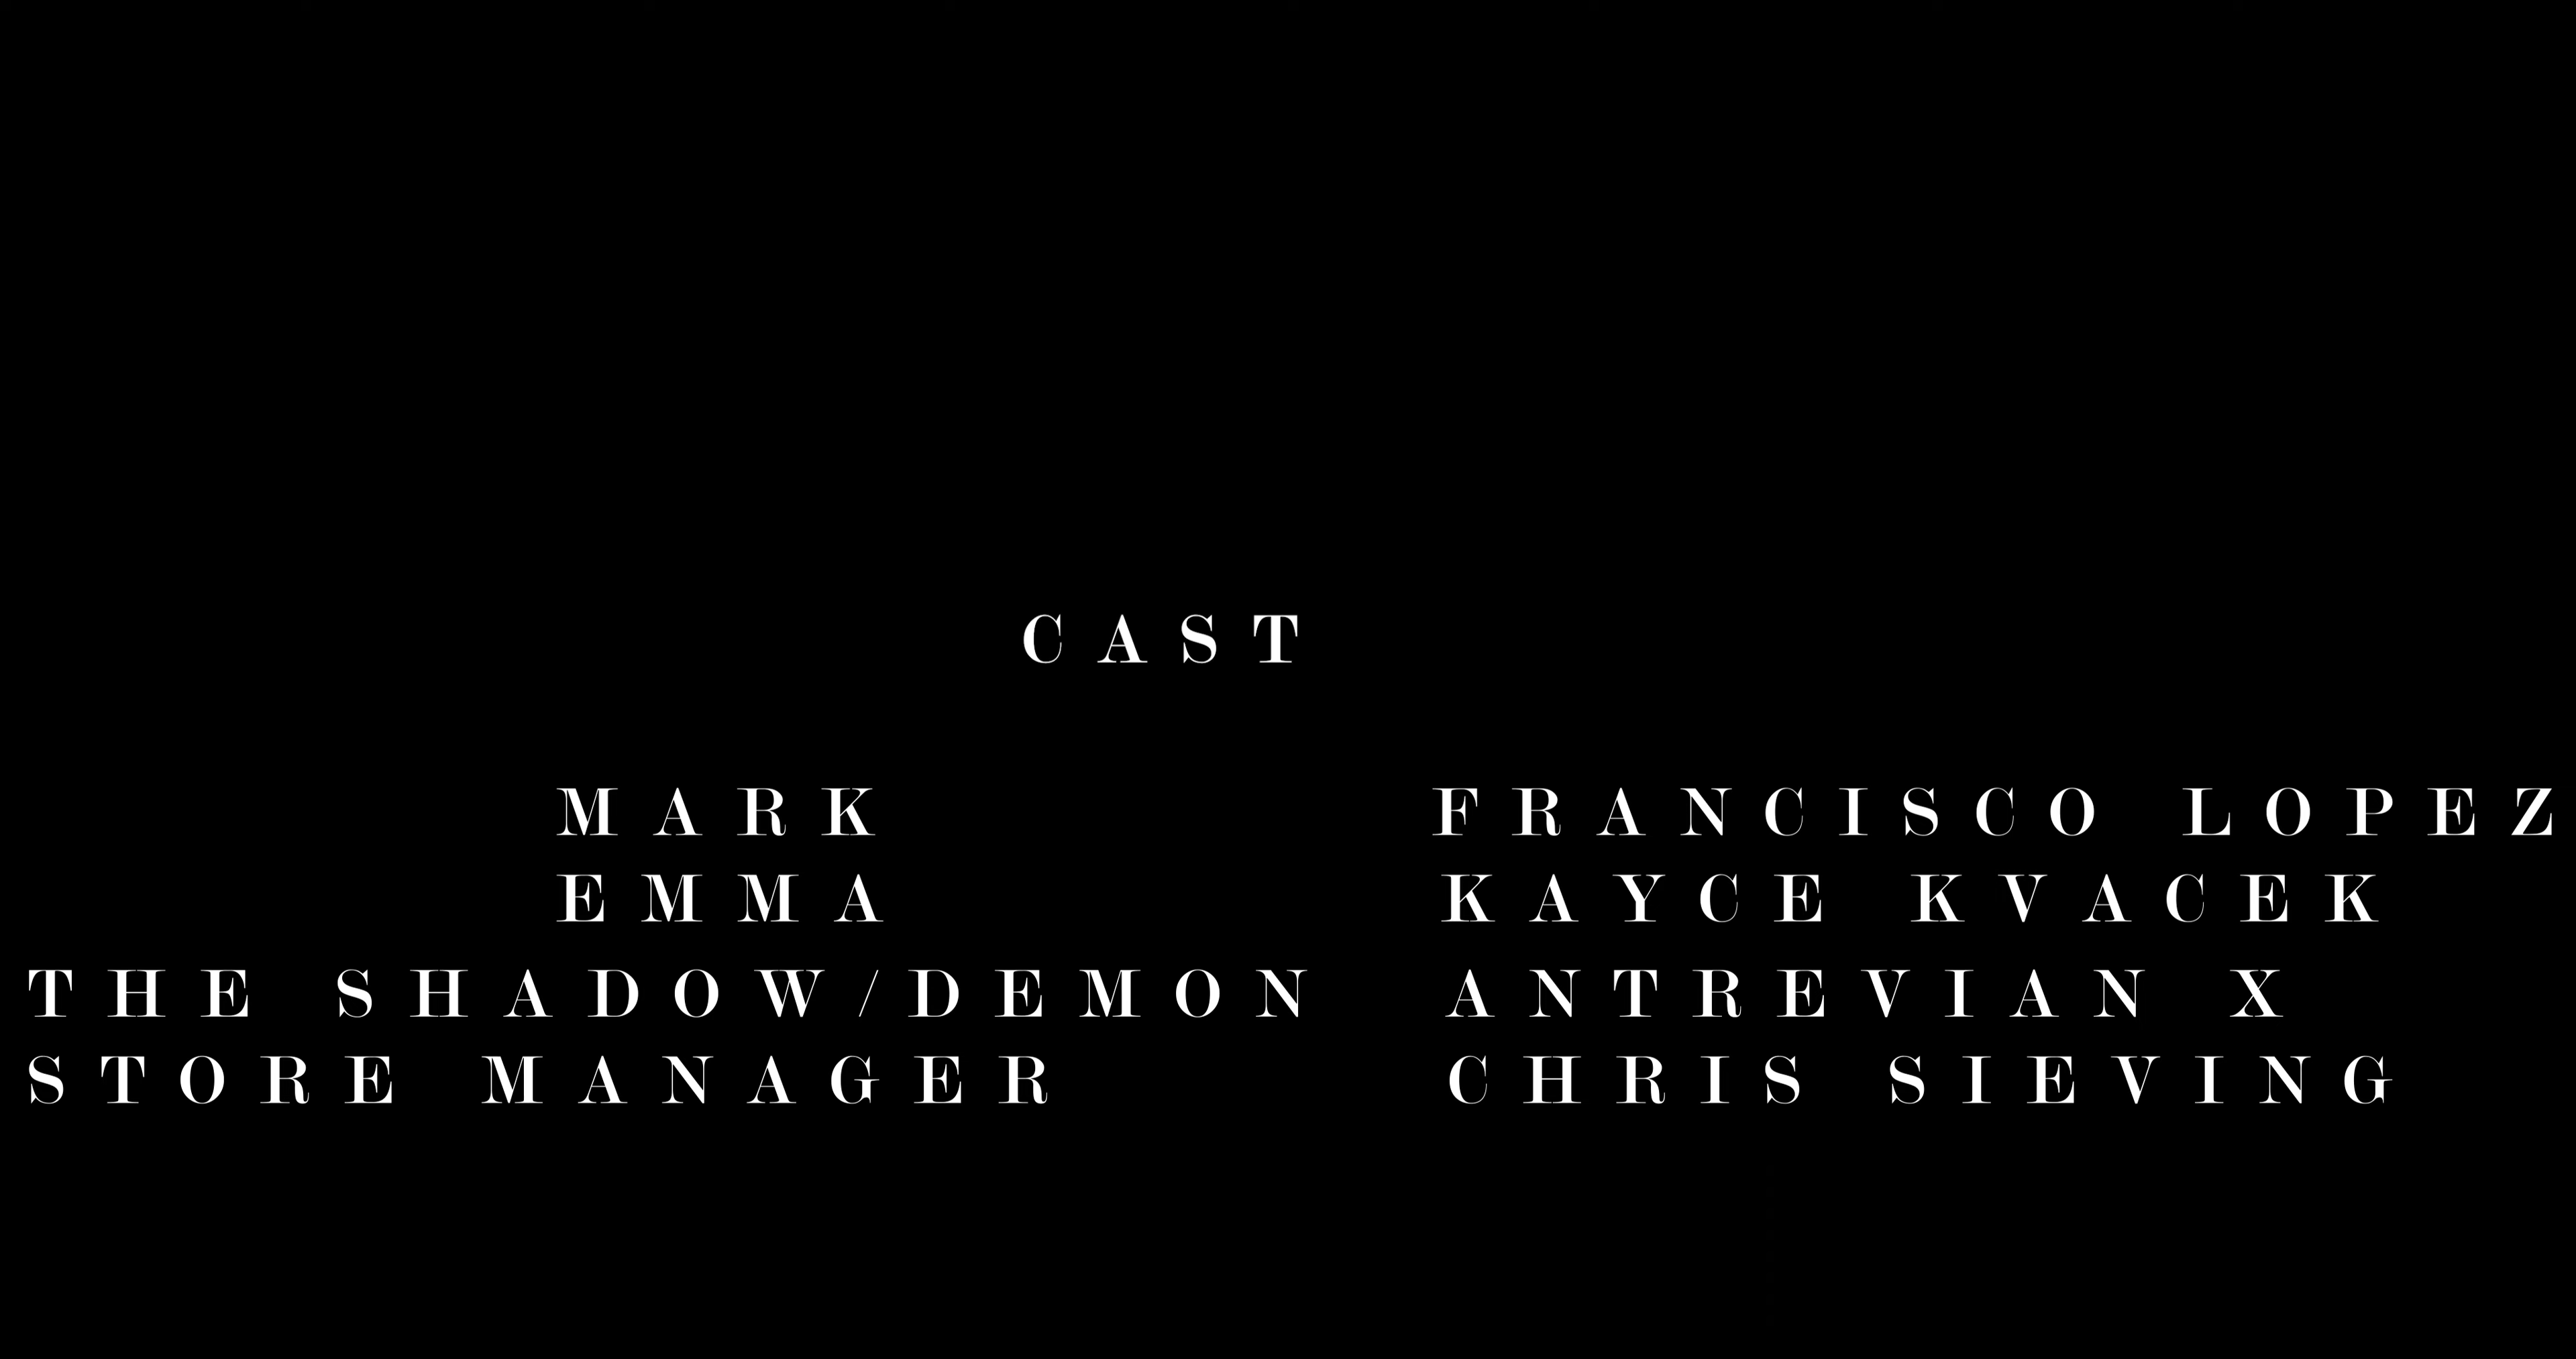 CAST
MARK FRANCISCO LOPEZ
EMMA KAYCE KVACEK
THE SHADOW/DEMON ANTREVIAN X
STORE MANAGER CHRIS SIEVING